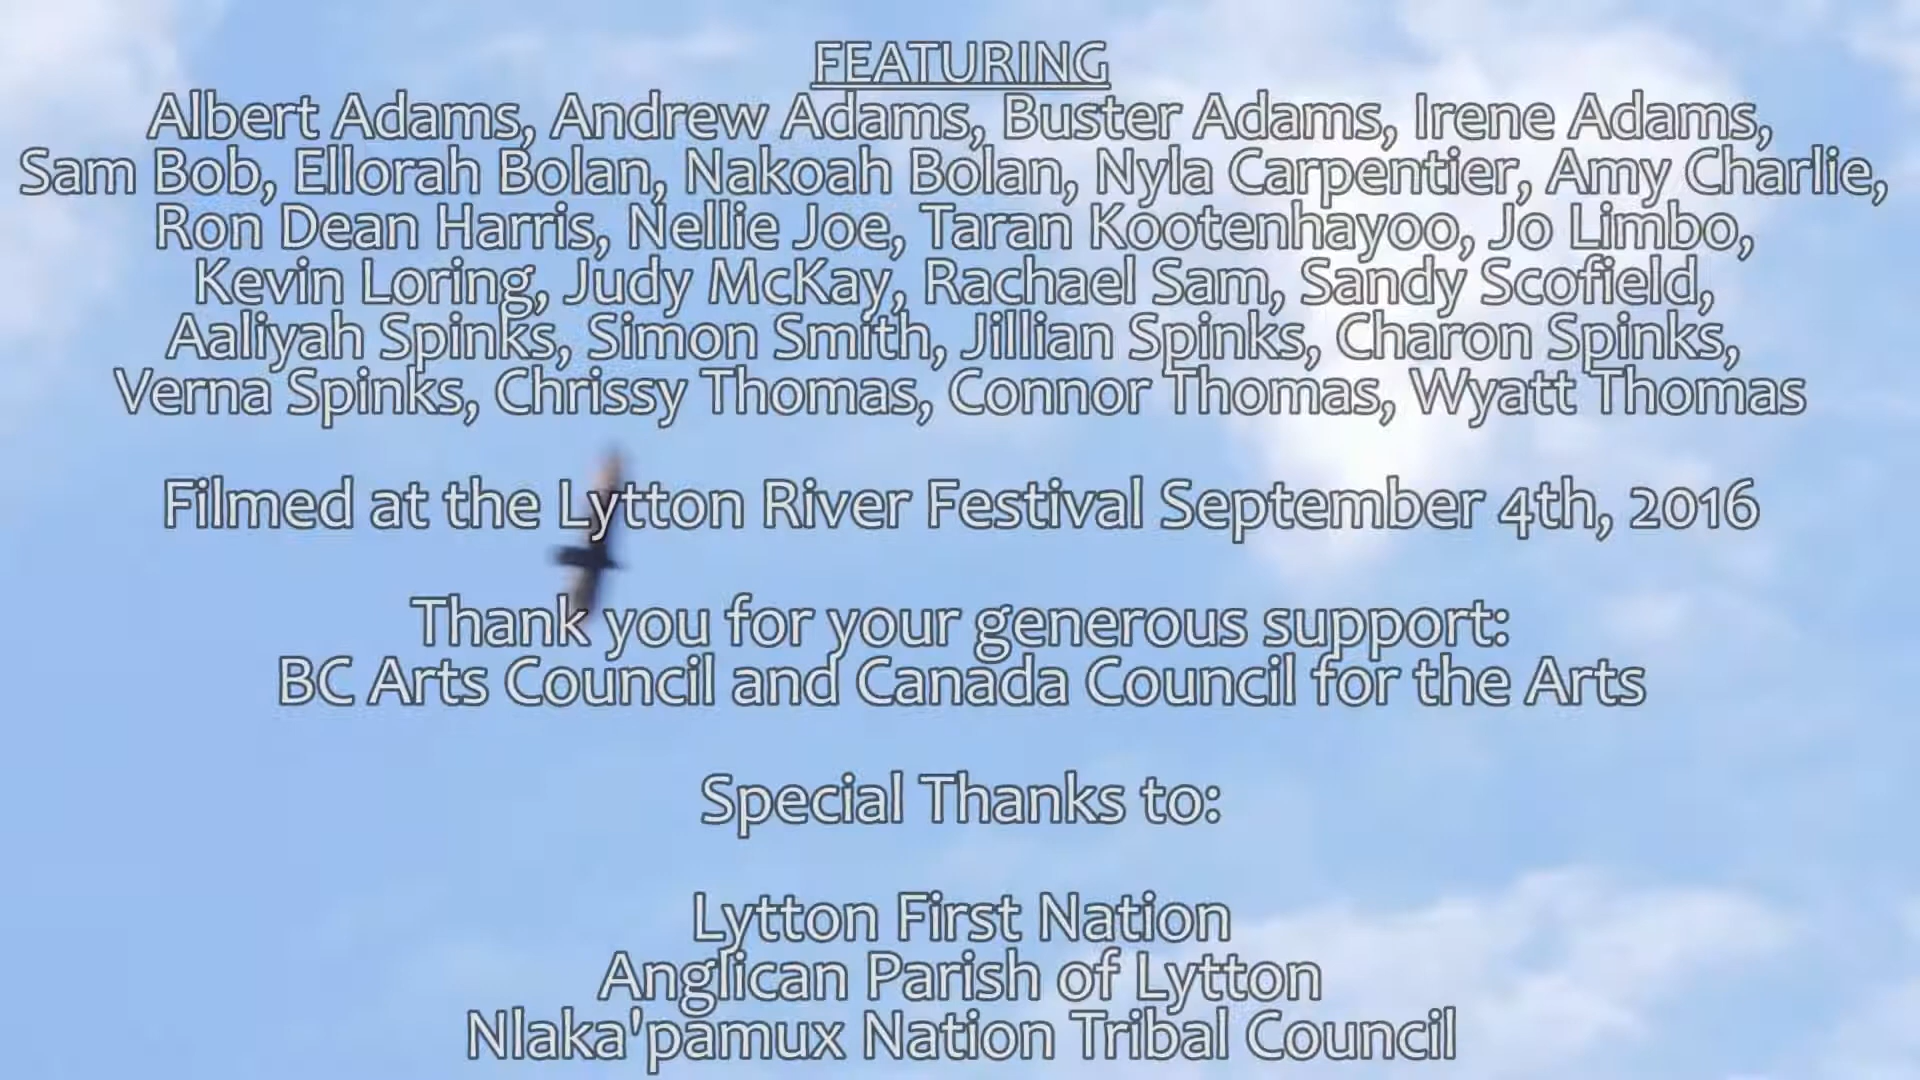 FEATURING
Albert Adams, Andrew Adams, Buster Adams, Irene Adams,
Sam Bob, Ellorah Bolan, Nakoah Bolan, Nyla Carpentier, Amy Charlie,
Ron Dean Harris, Nellie Joe, Taran Kootenhayoo, Jo Limbo,
Kevin Loring, Judy McKay, Rachael Sam, Sandy Scofield,
Aaliyah Spinks, Simon Smith, Jillian Spinks, Charon Spinks,
Verna Spinks, Chrissy Thomas, Connor Thomas, Wyatt Thomas
Filmed at the Lytton River Festival September 4th, 2016
Thank you for your generous support:
BC Arts Council and Canada Council for the Arts
Special Thanks to:
Lytton First Nation
Anglican Parish of Lytton
Nlaka'pamux Nation Tribal Council